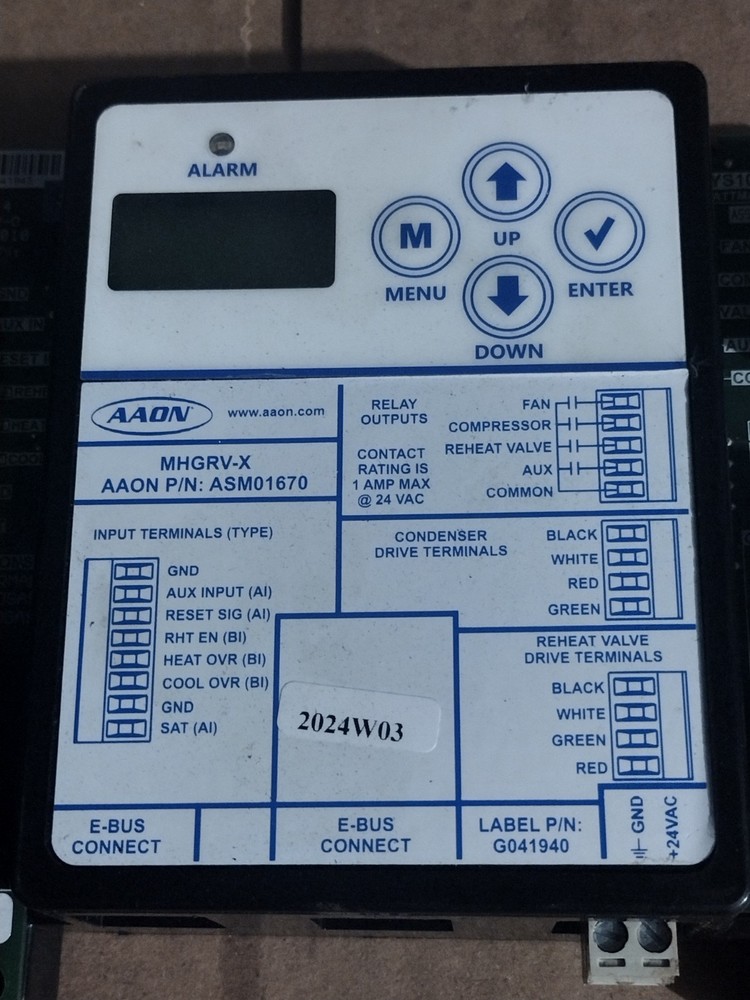 ALARM
M
MENU
UP
ENTER
DOWN
AAON
www.aaon.com
MHGRV-X
AAON P/N: ASM01670
RELAY
OUTPUTS
CONTACT
RATING IS
1 AMP MAX
@ 24 VAC
FAN
COMPRESSOR
REHEAT VALVE
AUX
COMMON
INPUT TERMINALS (TYPE)
GND
AUX INPUT (AI)
RESET SIG (AI)
RHT EN (BI)
HEAT OVR (BI)
COOL OVR (BI)
GND
SAT (AI)
CONDENSER
DRIVE TERMINALS
BLACK
WHITE
RED
GREEN
REHEAT VALVE
DRIVE TERMINALS
BLACK
WHITE
GREEN
RED
2024W03
E-BUS
CONNECT
E-BUS
CONNECT
LABEL P/N:
G041940
GND
+24VAC